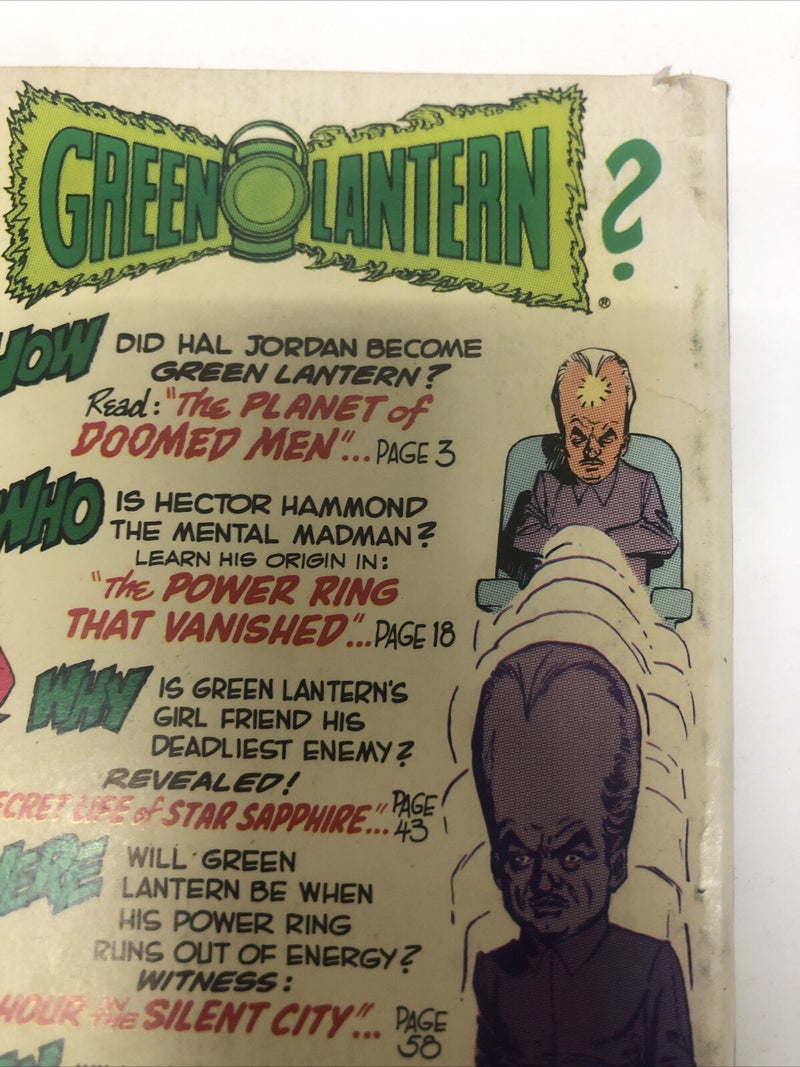 GREEN LANTERN ?
®
HOW DID HAL JORDAN BECOME
GREEN LANTERN?
Read: "The PLANET of
DOOMED MEN"... PAGE 3
WHO IS HECTOR HAMMOND
THE MENTAL MADMAN?
LEARN HIS ORIGIN IN:
"The POWER RING
THAT VANISHED"... PAGE 18
WHY IS GREEN LANTERN'S
GIRL FRIEND HIS
DEADLIEST ENEMY?
REVEALED!
ECRET LIFE of STAR SAPPHIRE"... PAGE
43
ERE WILL GREEN
LANTERN BE WHEN
HIS POWER RING
RUNS OUT OF ENERGY?
WITNESS:
HOUR IN THE SILENT CITY"... PAGE
58